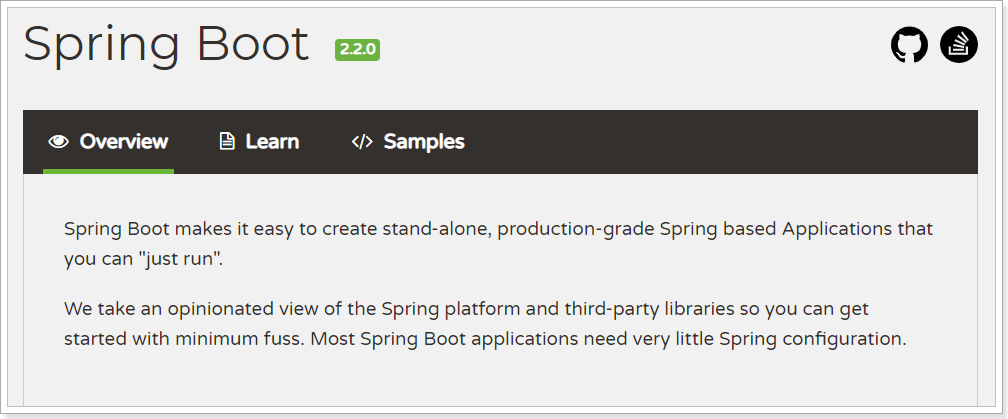 Spring Boot 2.2.0
Overview Learn </> Samples
Spring Boot makes it easy to create stand-alone, production-grade Spring based Applications that
you can "just run".
We take an opinionated view of the Spring platform and third-party libraries so you can get
started with minimum fuss. Most Spring Boot applications need very little Spring configuration.